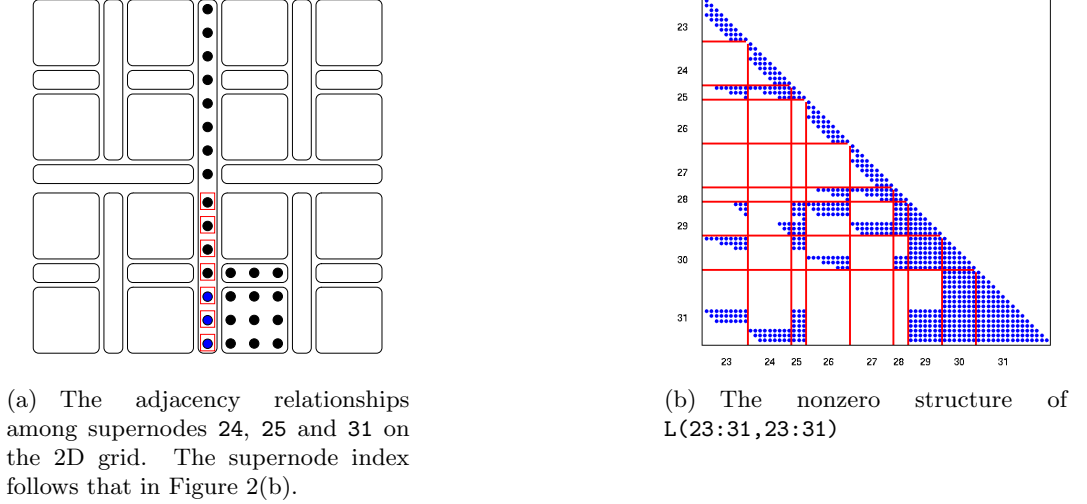 23
24
25
26
27
28
29
30
31
23 24 25 26 27 28 29 30 31
(a) The adjacency relationships
among supernodes 24, 25 and 31 on
the 2D grid. The supernode index
follows that in Figure 2(b).
(b) The nonzero structure of
L(23:31,23:31)